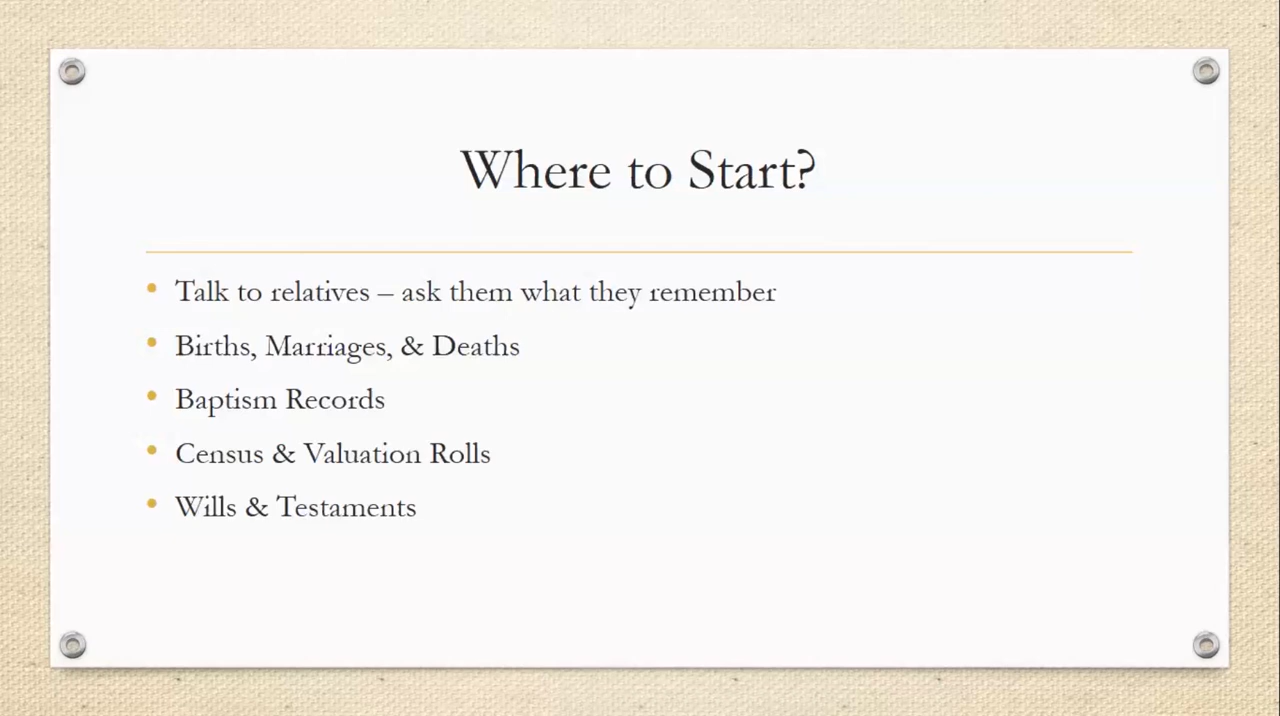 Where to Start?
• Talk to relatives – ask them what they remember
• Births, Marriages, & Deaths
• Baptism Records
• Census & Valuation Rolls
• Wills & Testaments